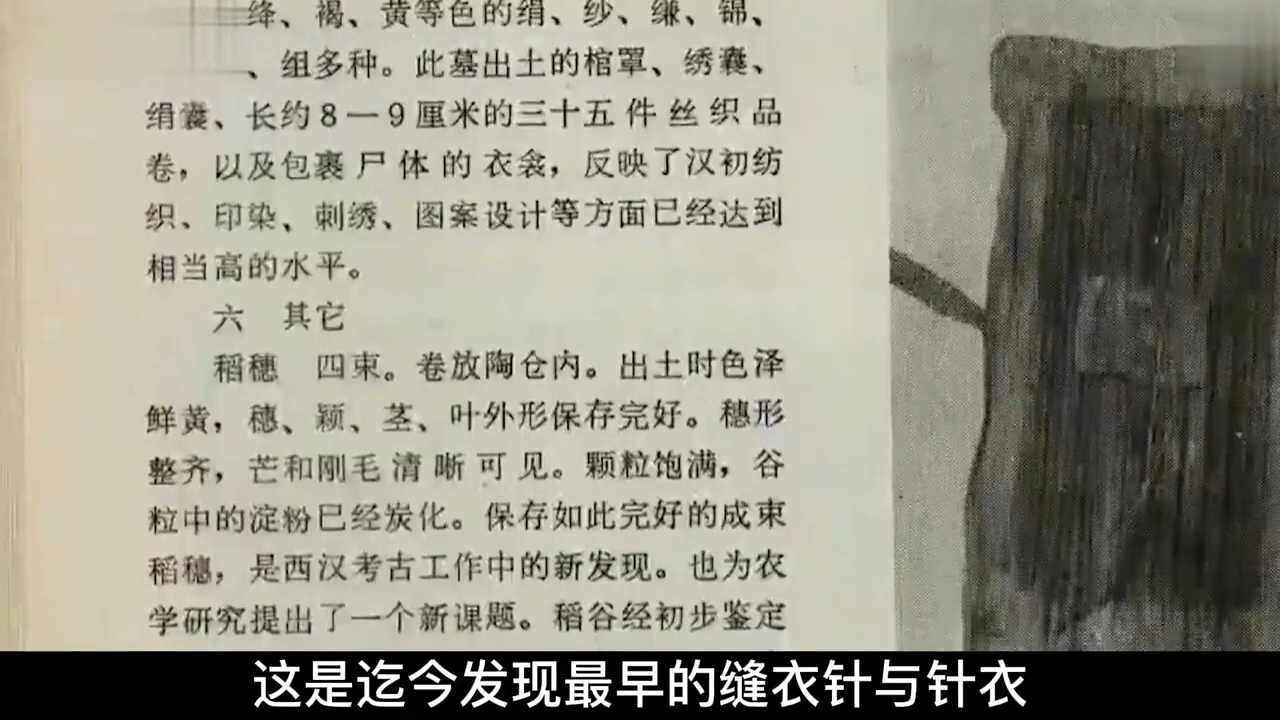 绛、褐、黄等色的绢、纱、缣、锦、
、组多种。此墓出土的棺罩、绣囊、
绢囊、长约8—9厘米的三十五件丝织品
卷，以及包裹尸体的衣衾，反映了汉初纺
织、印染、刺绣、图案设计等方面已经达到
相当高的水平。
六 其它
稻穗 四束。卷放陶仓内。出土时色泽
鲜黄，穗、颖、茎、叶外形保存完好。穗形
整齐，芒和刚毛清晰可见。颗粒饱满，谷
粒中的淀粉已经炭化。保存如此完好的成束
稻穗，是西汉考古工作中的新发现。也为农
学研究提出了一个新课题。稻谷经初步鉴定
这是迄今发现最早的缝衣针与针衣